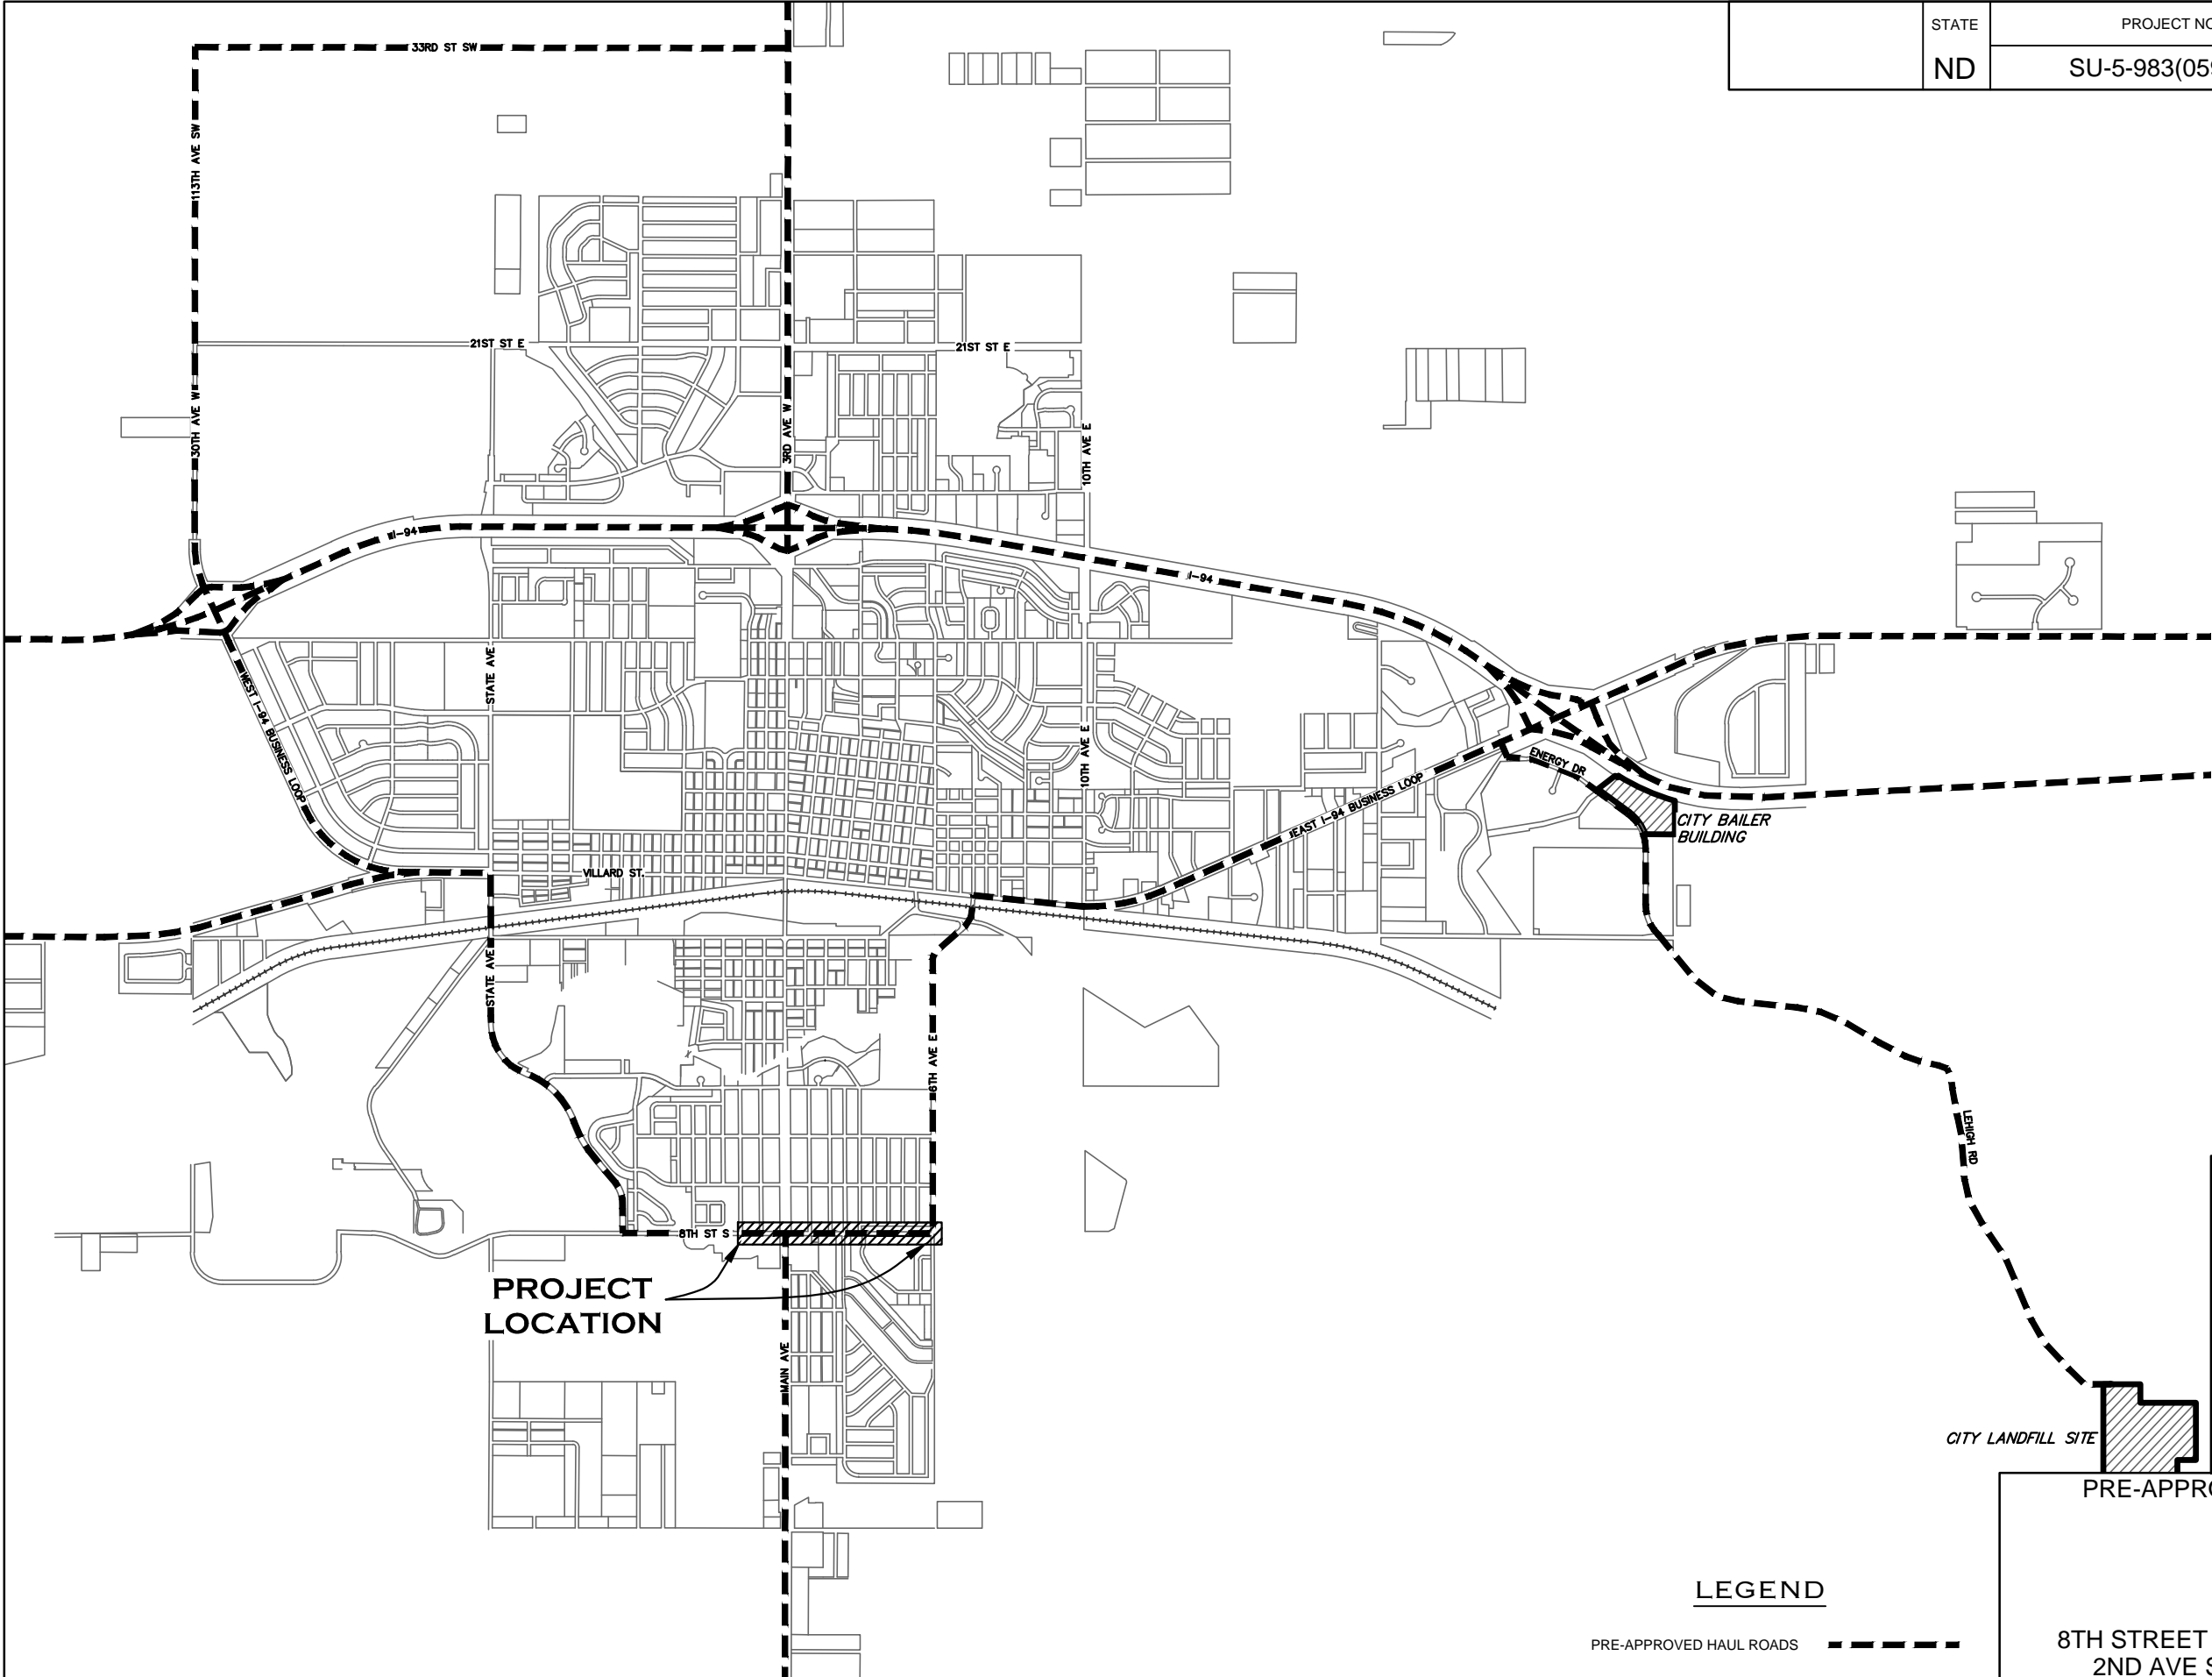 STATE
PROJECT NO
ND
SU-5-983(059
33RD ST SW
113TH AVE SW
21ST ST E
21ST ST E
30TH AVE W
3RD AVE W
10TH AVE E
I-94
I-94
WEST I-94 BUSINESS LOOP
STATE AVE
10TH AVE E
ENERGY DR
EAST I-94 BUSINESS LOOP
CITY BAILER
BUILDING
VILLARD ST.
STATE AVE
6TH AVE E
LEHIGH RD
8TH ST S
PROJECT
LOCATION
MAIN AVE
CITY LANDFILL SITE
PRE-APPRO
LEGEND
PRE-APPROVED HAUL ROADS
8TH STREET
2ND AVE S